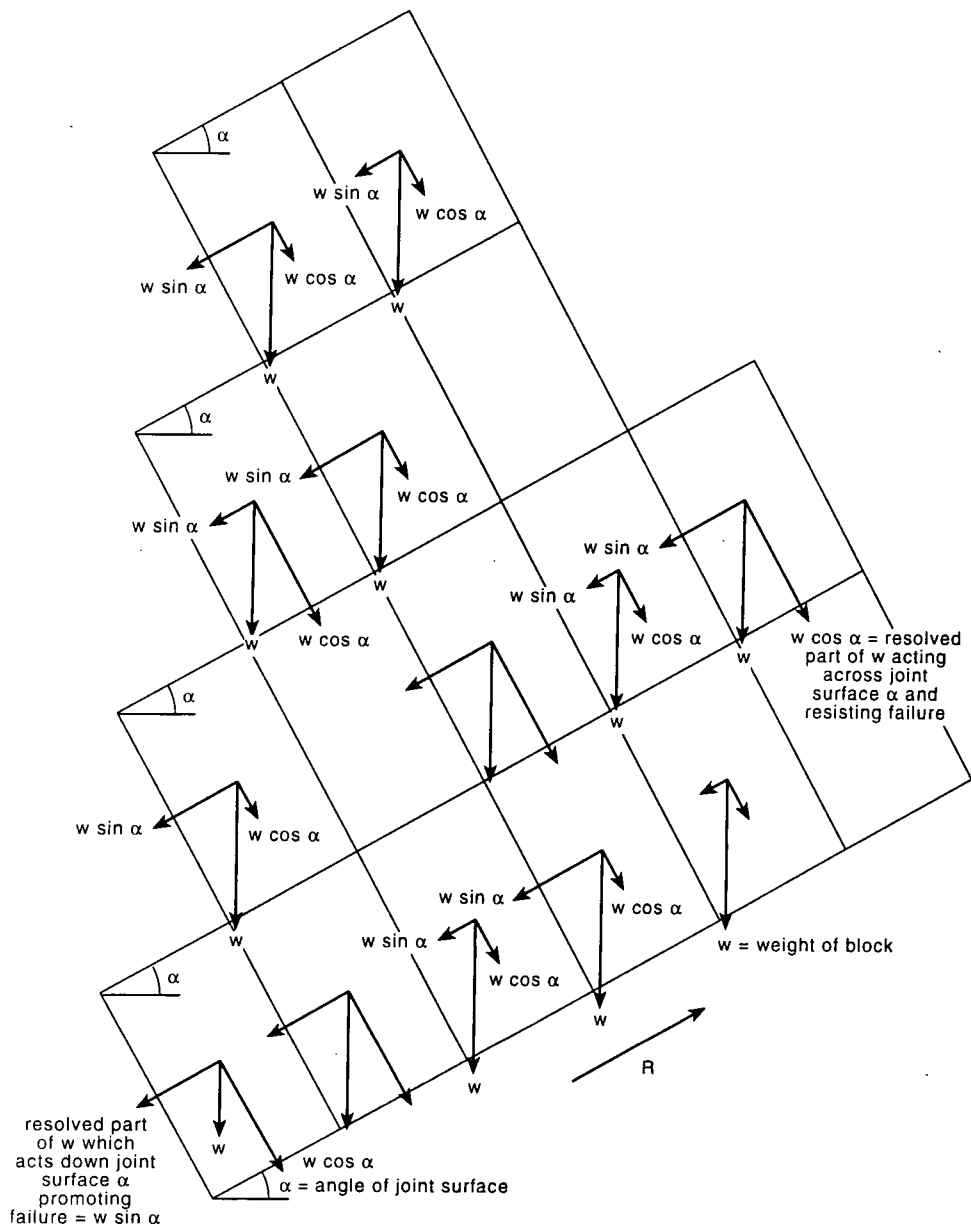 α
w sin α
w cos α
w sin α
w cos α
w
w
α
w sin α
w cos α
w sin α
w sin α
w sin α
w cos α
w
w cos α
w
w cos α = resolved
part of w acting
across joint
surface α and
resisting failure
w
α
w
w sin α
w cos α
w sin α
w cos α
w
w sin α
w = weight of block
α
w cos α
w
w
R
resolved part
of w which
acts down joint
surface α
promoting
failure = w sin α
w
w cos α
α = angle of joint surface